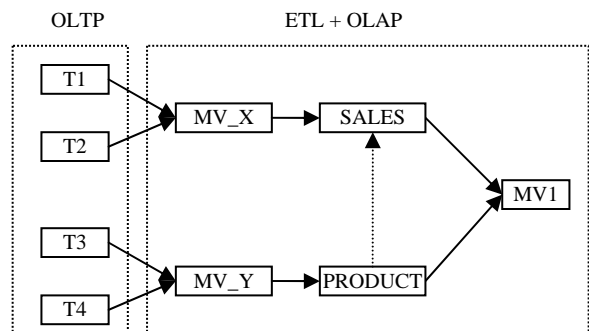 OLTP
ETL + OLAP
T1
T2
MV_X
SALES
MV1
T3
T4
MV_Y
PRODUCT